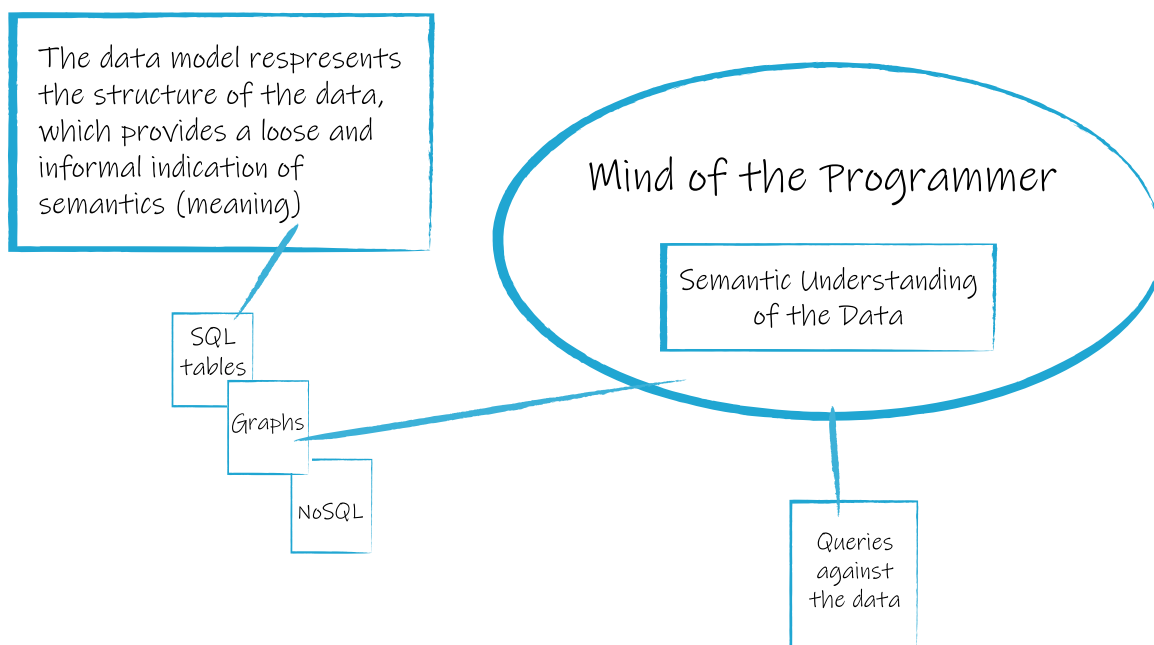 The data model respresents
the structure of the data,
which provides a loose and
informal indication of
semantics (meaning)
Mind of the Programmer
Semantic Understanding
of the Data
SQL
tables
Graphs
NoSQL
Queries
against
the data